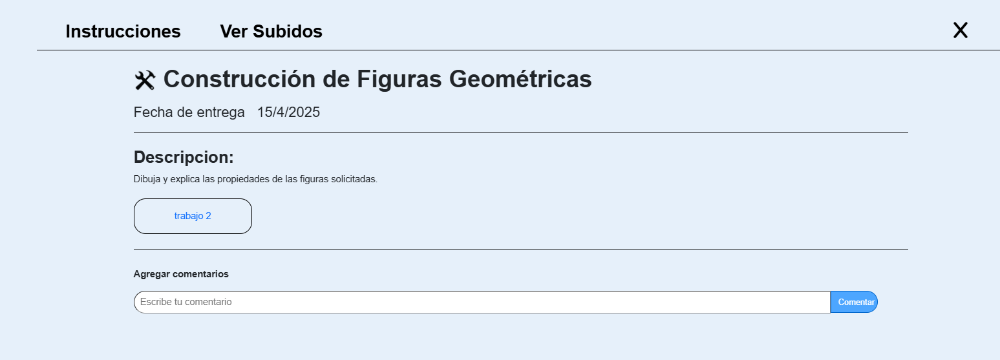 Instrucciones Ver Subidos X
🛠 Construcción de Figuras Geométricas
Fecha de entrega 15/4/2025
Descripcion:
Dibuja y explica las propiedades de las figuras solicitadas.
trabajo 2
Agregar comentarios
Escribe tu comentario Comentar